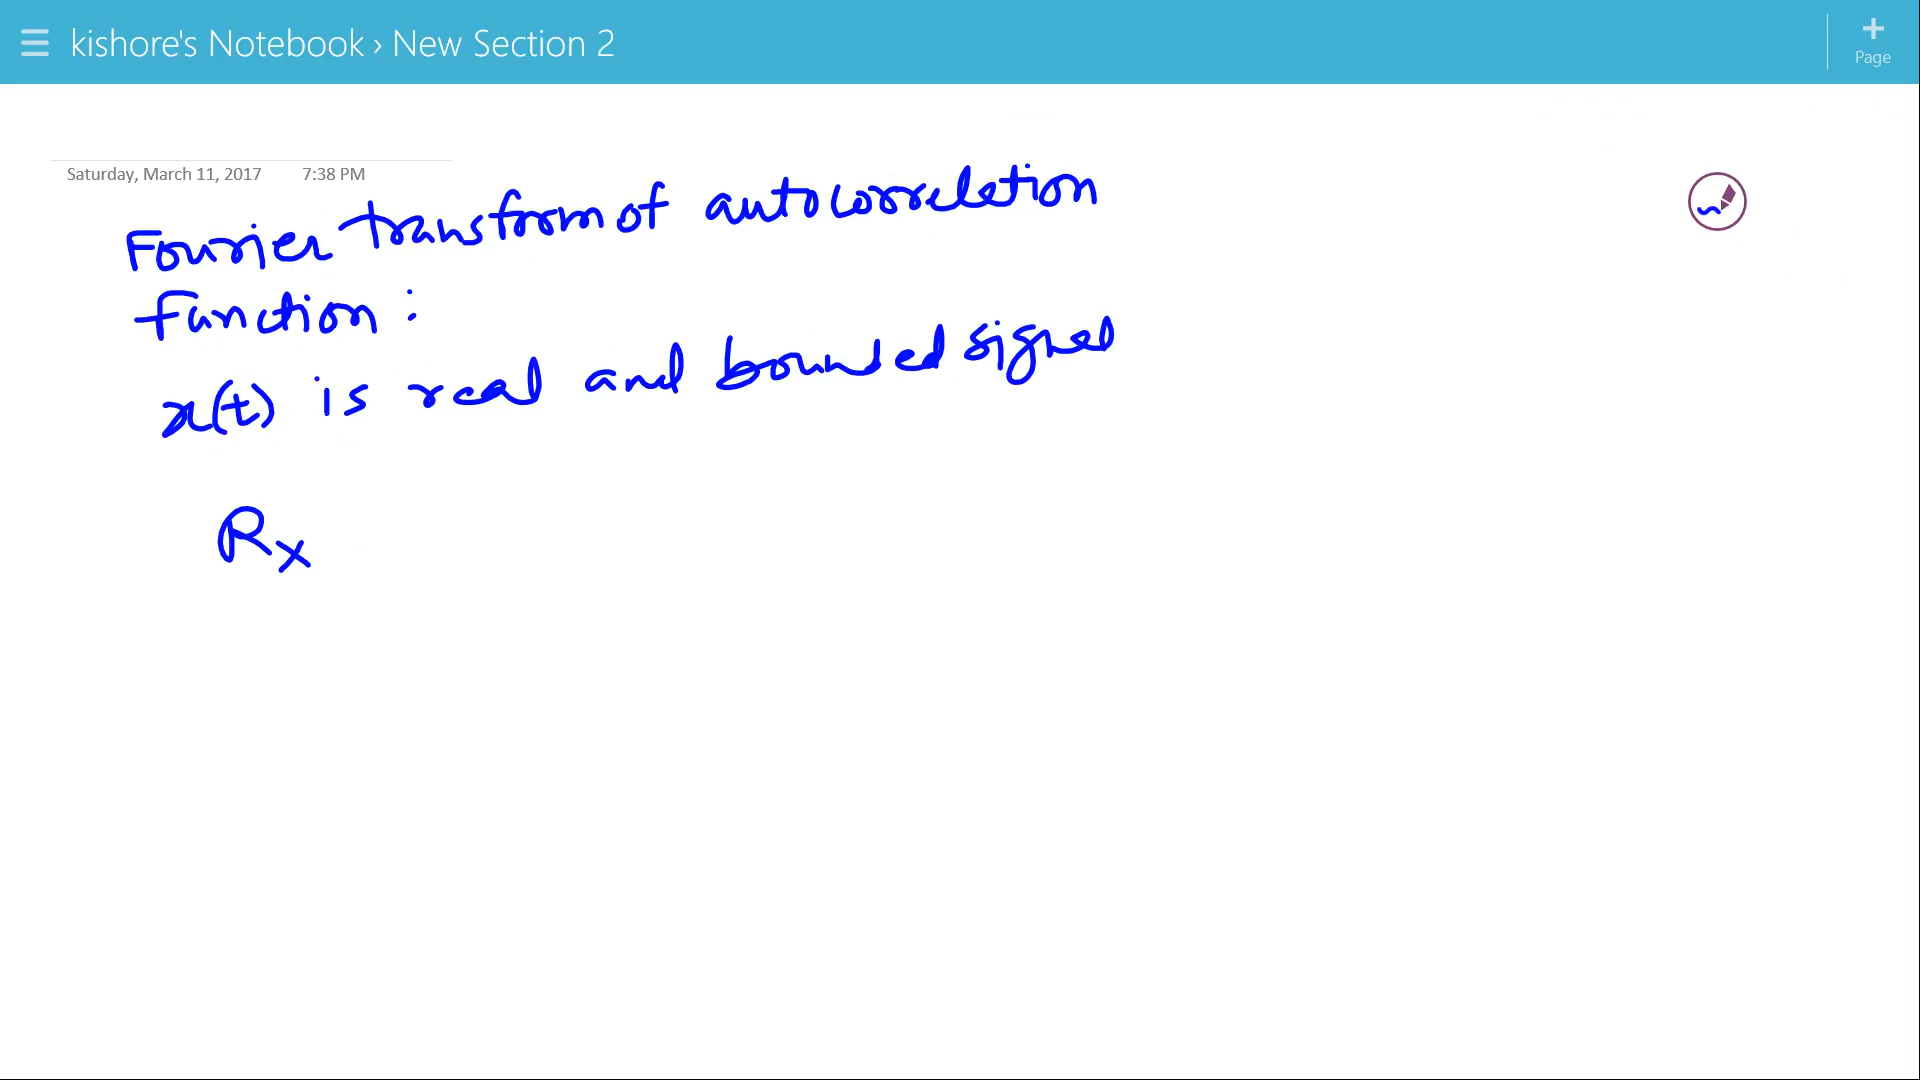 kishore's Notebook › New Section 2
Page
Saturday, March 11, 2017 7:38 PM
Fourier transform of autocorreletion
function :
x(t) is real and bounded signal
Rx